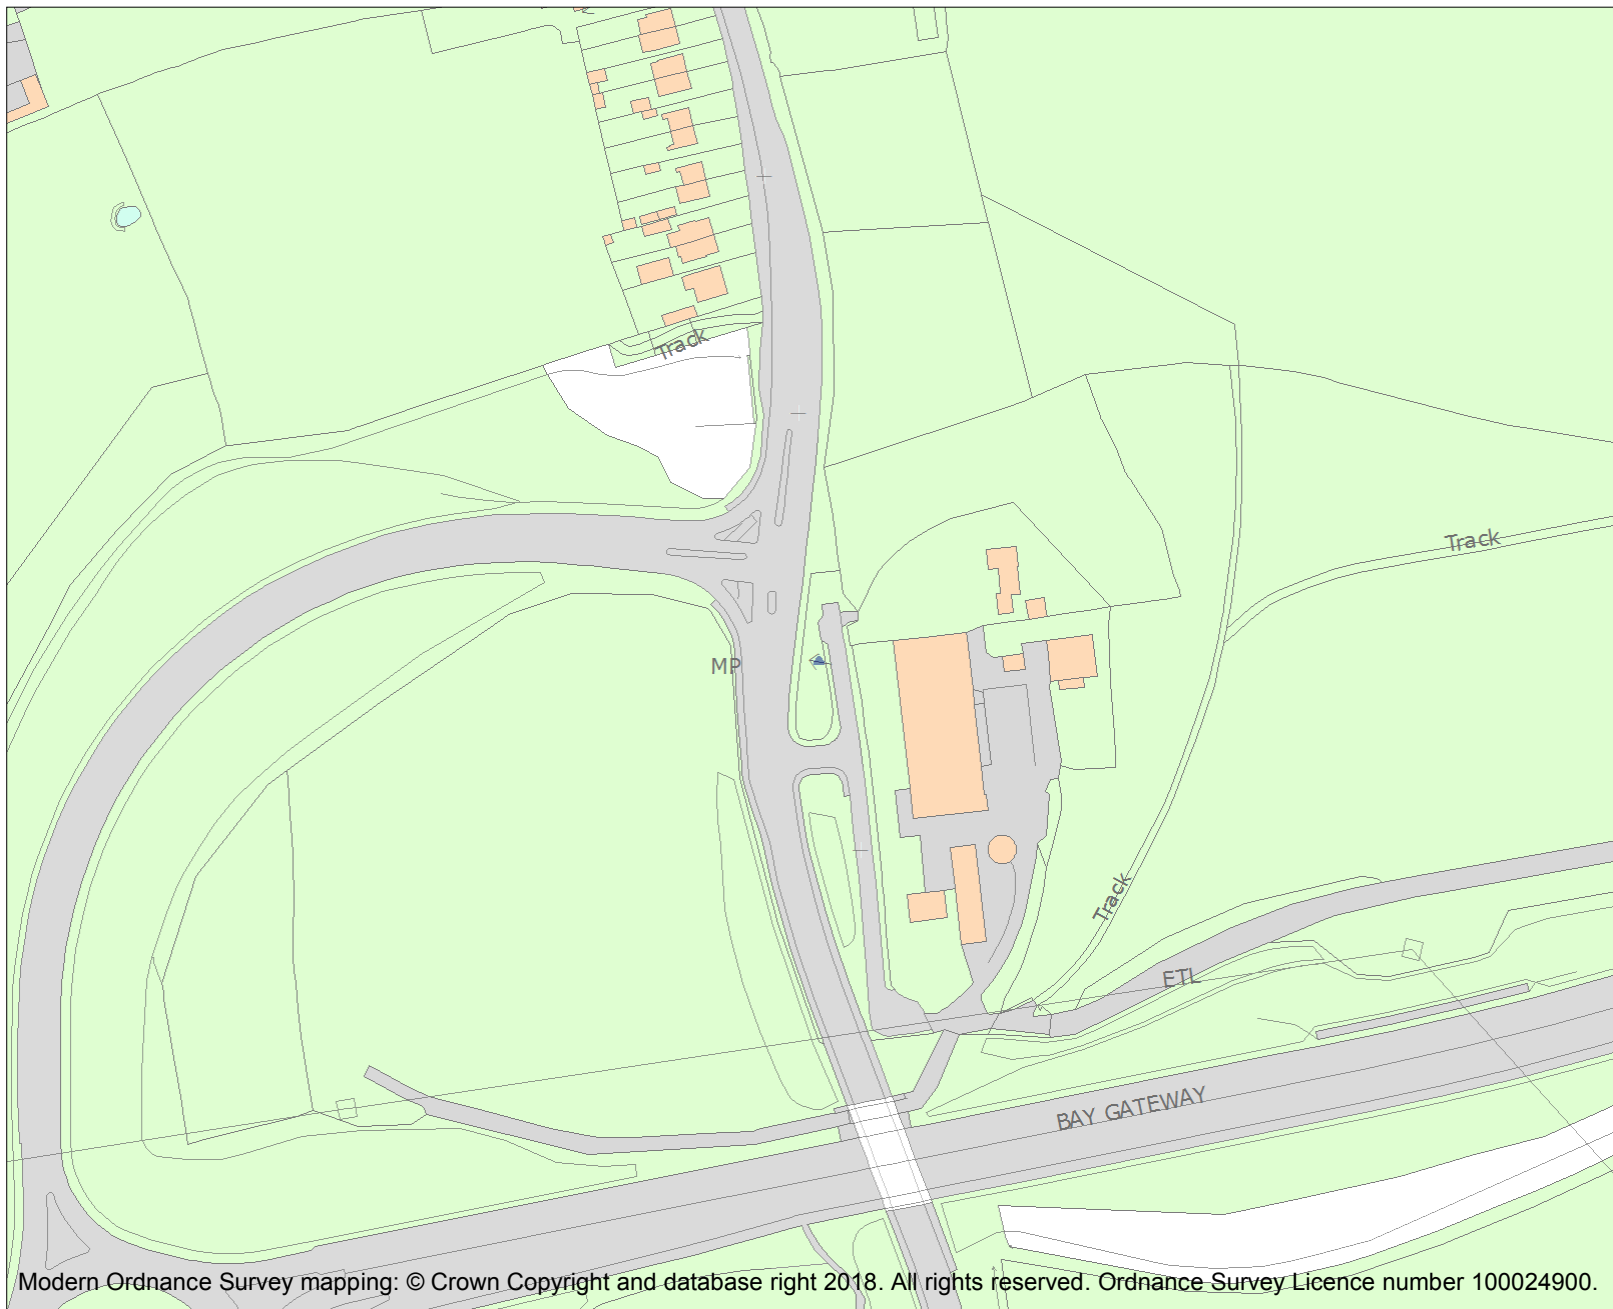 Track
Track
MP
Track
ETL
BAY GATEWAY
Modern Ordnance Survey mapping: © Crown Copyright and database right 2018. All rights reserved. Ordnance Survey Licence number 100024900.